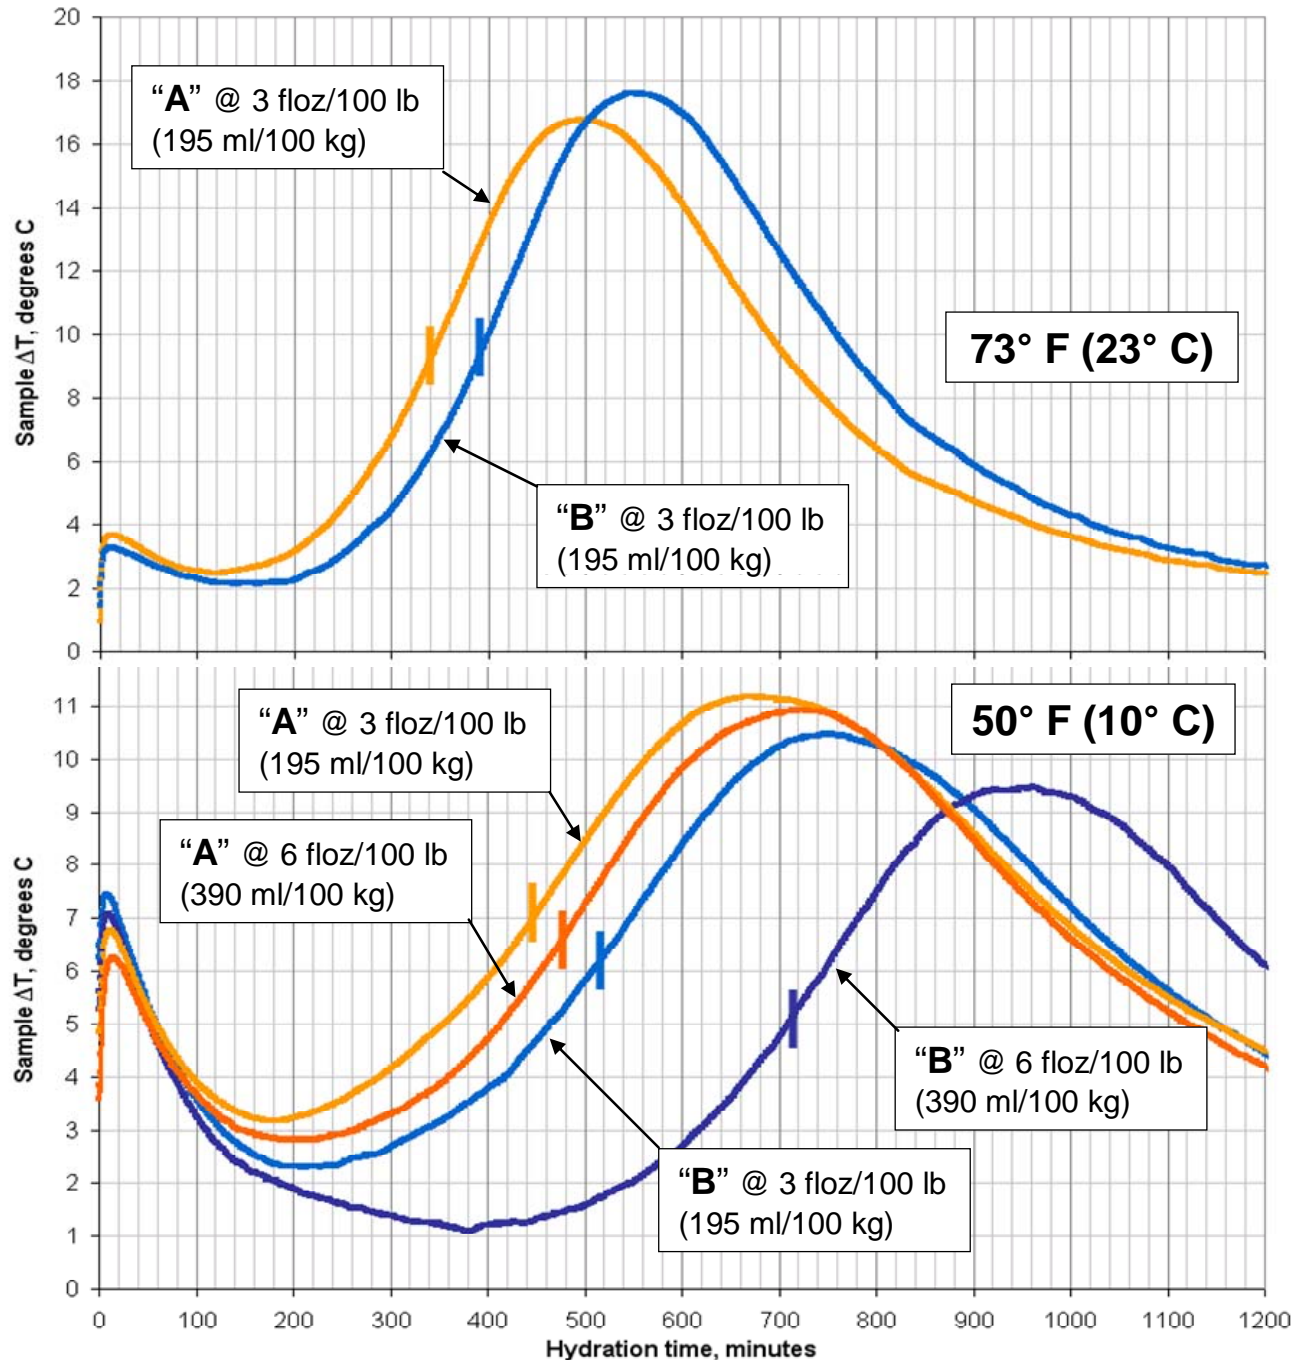 20
18
16
14
12
10
8
6
4
2
0
Sample ΔT, degrees C
“A” @ 3 floz/100 lb
(195 ml/100 kg)
73° F (23° C)
“B” @ 3 floz/100 lb
(195 ml/100 kg)
11
10
9
8
7
6
5
4
3
2
1
0
Sample ΔT, degrees C
“A” @ 3 floz/100 lb
(195 ml/100 kg)
50° F (10° C)
“A” @ 6 floz/100 lb
(390 ml/100 kg)
“B” @ 6 floz/100 lb
(390 ml/100 kg)
“B” @ 3 floz/100 lb
(195 ml/100 kg)
0 100 200 300 400 500 600 700 800 900 1000 1100 1200
Hydration time, minutes